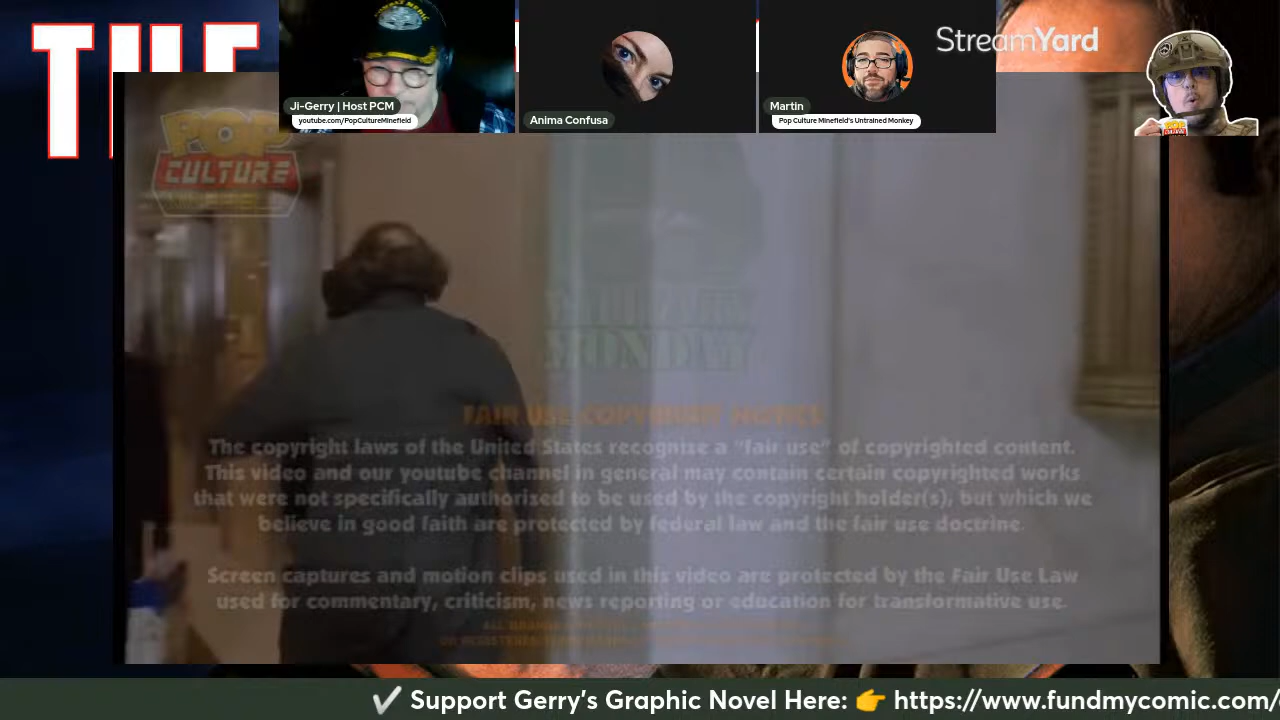 StreamYard
COMBAT MEDIC
Ji-Gerry | Host PCM
youtube.com/PopCultureMinefield
Anima Confusa
Martin
Pop Culture Minefield's Untrained Monkey
POP
CULTURE
MONDAY
FAIR USE COPYRIGHT NOTICE
The copyright laws of the United States recognize a "fair use" of copyrighted content.
This video and our youtube channel in general may contain certain copyrighted works
that were not specifically authorised to be used by the copyright holder(s), but which we
believe in good faith are protected by federal law and the fair use doctrine.
Screen captures and motion clips used in this video are protected by the Fair Use Law
used for commentary, criticism, news reporting or education for transformative use.
✔ Support Gerry's Graphic Novel Here: 👉 https://www.fundmycomic.com/